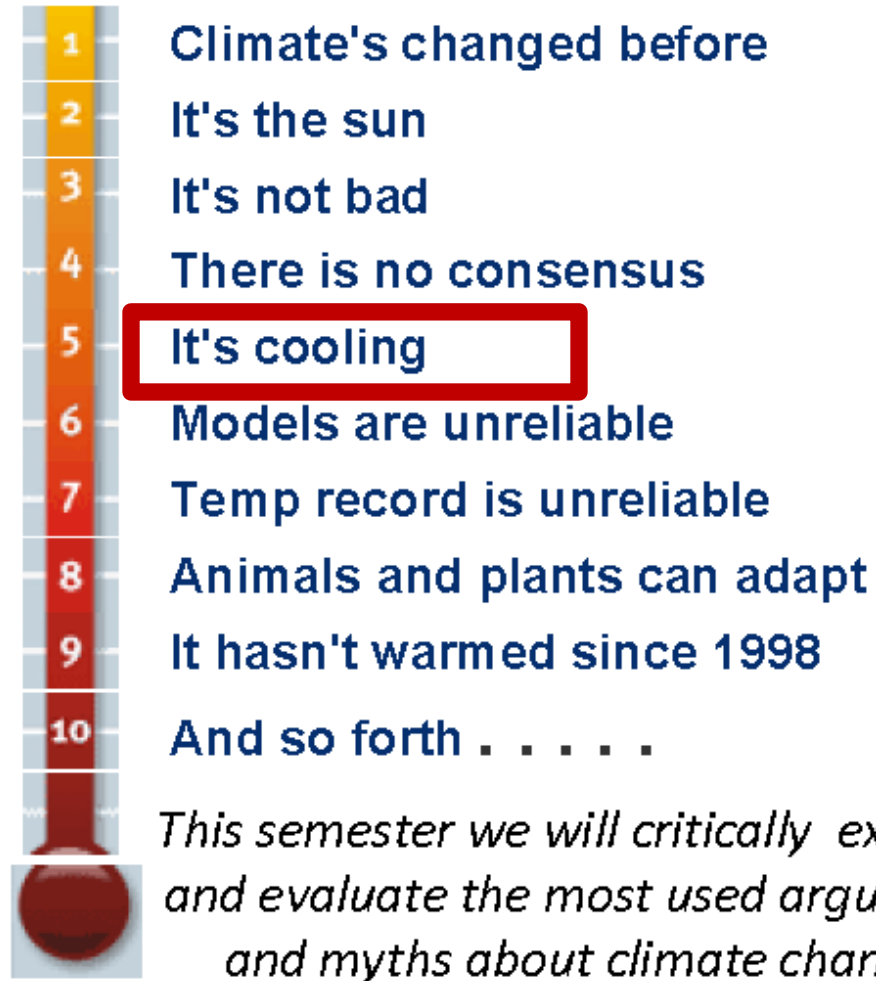 1 Climate's changed before
2 It's the sun
3 It's not bad
4 There is no consensus
5 It's cooling
6 Models are unreliable
7 Temp record is unreliable
8 Animals and plants can adapt
9 It hasn't warmed since 1998
10 And so forth . . . . .
This semester we will critically
and evaluate the most used
and myths about climate